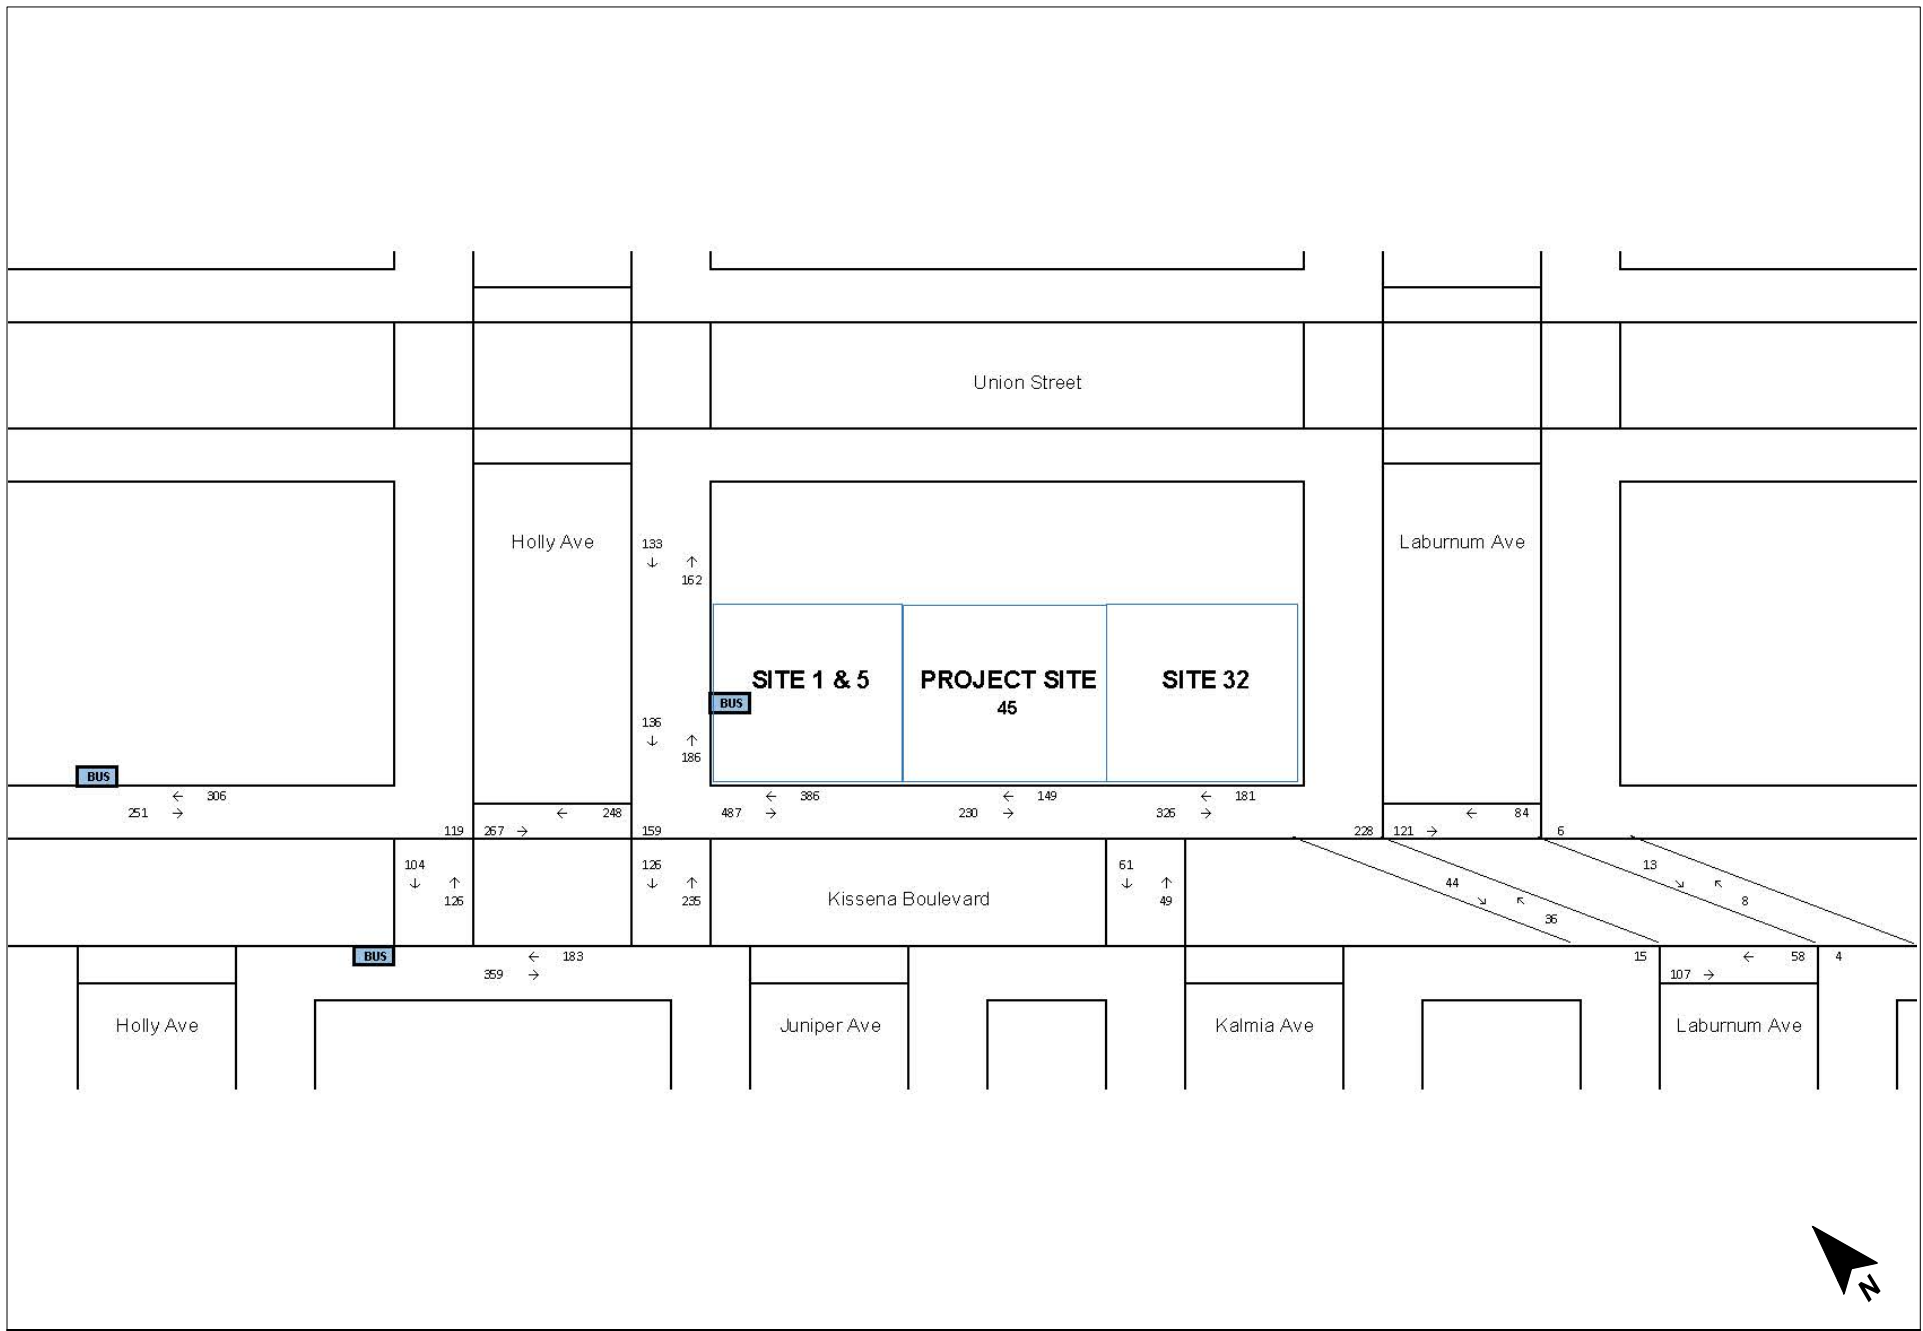 Union Street
Holly Ave
133
↓ ↑
162
Laburnum Ave
SITE 1 & 5
PROJECT SITE
45
SITE 32
BUS
136
↓ ↑
186
BUS
← 306
251 →
← 386
487 →
← 149
230 →
← 181
326 →
← 248
119 267 → 159
← 84
228 121 → 6
104
↓ ↑
126
126
↓ ↑
235
Kissena Boulevard
61
↓ ↑
49
44
↘ ↖
36
13
↘ ↖
8
BUS
← 183
359 →
15 ← 58 4
107 →
Holly Ave
Juniper Ave
Kalmia Ave
Laburnum Ave
N